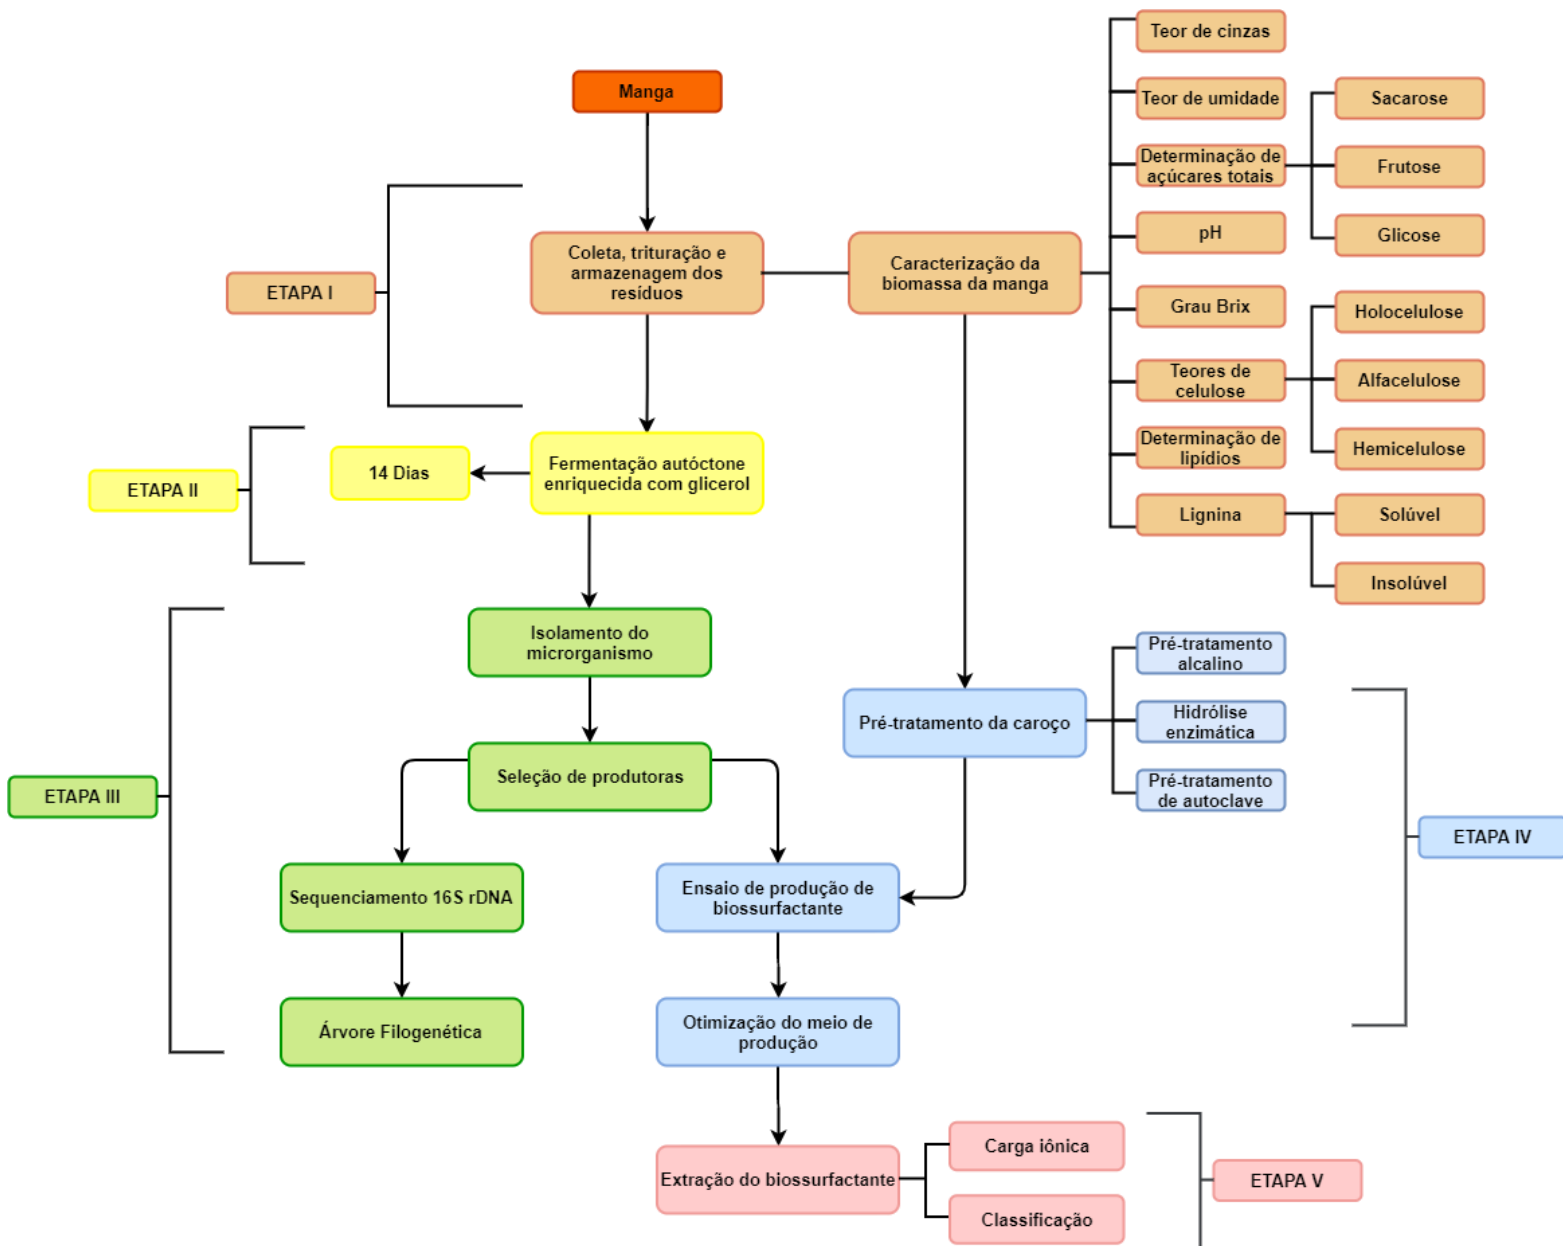 Manga
ETAPA I
Coleta, trituração e
armazenagem dos
resíduos
Caracterização da
biomassa da manga
Teor de cinzas
Teor de umidade
Determinação de
açúcares totais
Sacarose
Frutose
Glicose
pH
Grau Brix
Teores de
celulose
Holocelulose
Alfacelulose
Hemicelulose
Determinação de
lipídios
Lignina
Solúvel
Insolúvel
ETAPA II
14 Dias
Fermentação autóctone
enriquecida com glicerol
ETAPA III
Isolamento do
microrganismo
Seleção de produtoras
Sequenciamento 16S rDNA
Árvore Filogenética
Pré-tratamento da caroço
Pré-tratamento
alcalino
Hidrólise
enzimática
Pré-tratamento
de autoclave
ETAPA IV
Ensaio de produção de
biossurfactante
Otimização do meio de
produção
Extração do biossurfactante
Carga iônica
Classificação
ETAPA V